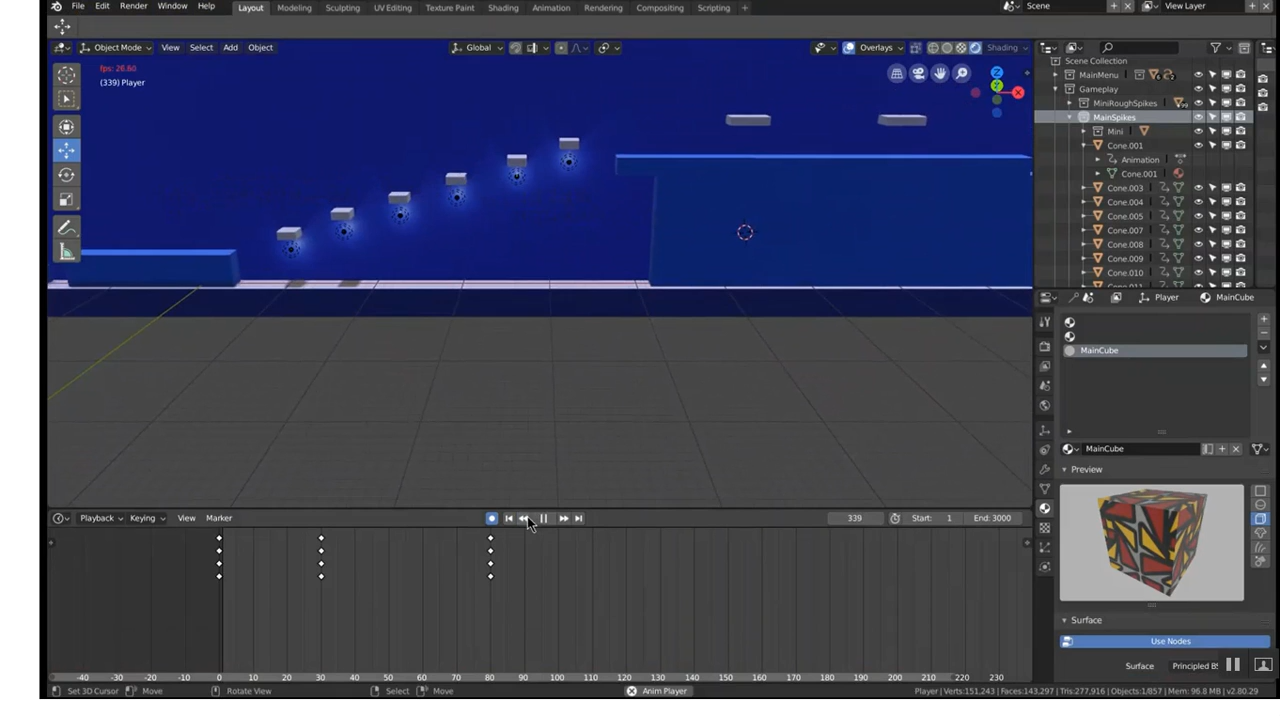 File Edit Render Window Help Layout Modeling Sculpting UV Editing Texture Paint Shading Animation Rendering Compositing Scripting + Scene View Layer
Object Mode View Select Add Object Global Overlays Shading
fps: 26.60
(339) Player
Z
Y
X
Scene Collection
MainMenu
Gameplay
MiniRoughSpikes
MainSpikes
Mini
Cone.001
Animation
Cone.001
Cone.003
Cone.004
Cone.005
Cone.007
Cone.008
Cone.009
Cone.010
Cone.011
Player MainCube
MainCube
MainCube
Preview
Surface
Use Nodes
Surface Principled BS
Playback Keying View Marker 339 Start: 1 End: 3000
-40 -30 -20 -10 0 10 20 30 40 50 60 70 80 90 100 110 120 130 140 150 160 170 180 190 200 210 220 230
Set 3D Cursor Move Rotate View Select Move Anim Player Player | Verts:151,243 | Faces:143,297 | Tris:277,916 | Objects:1/857 | Mem: 96.8 MB | v2.80.29